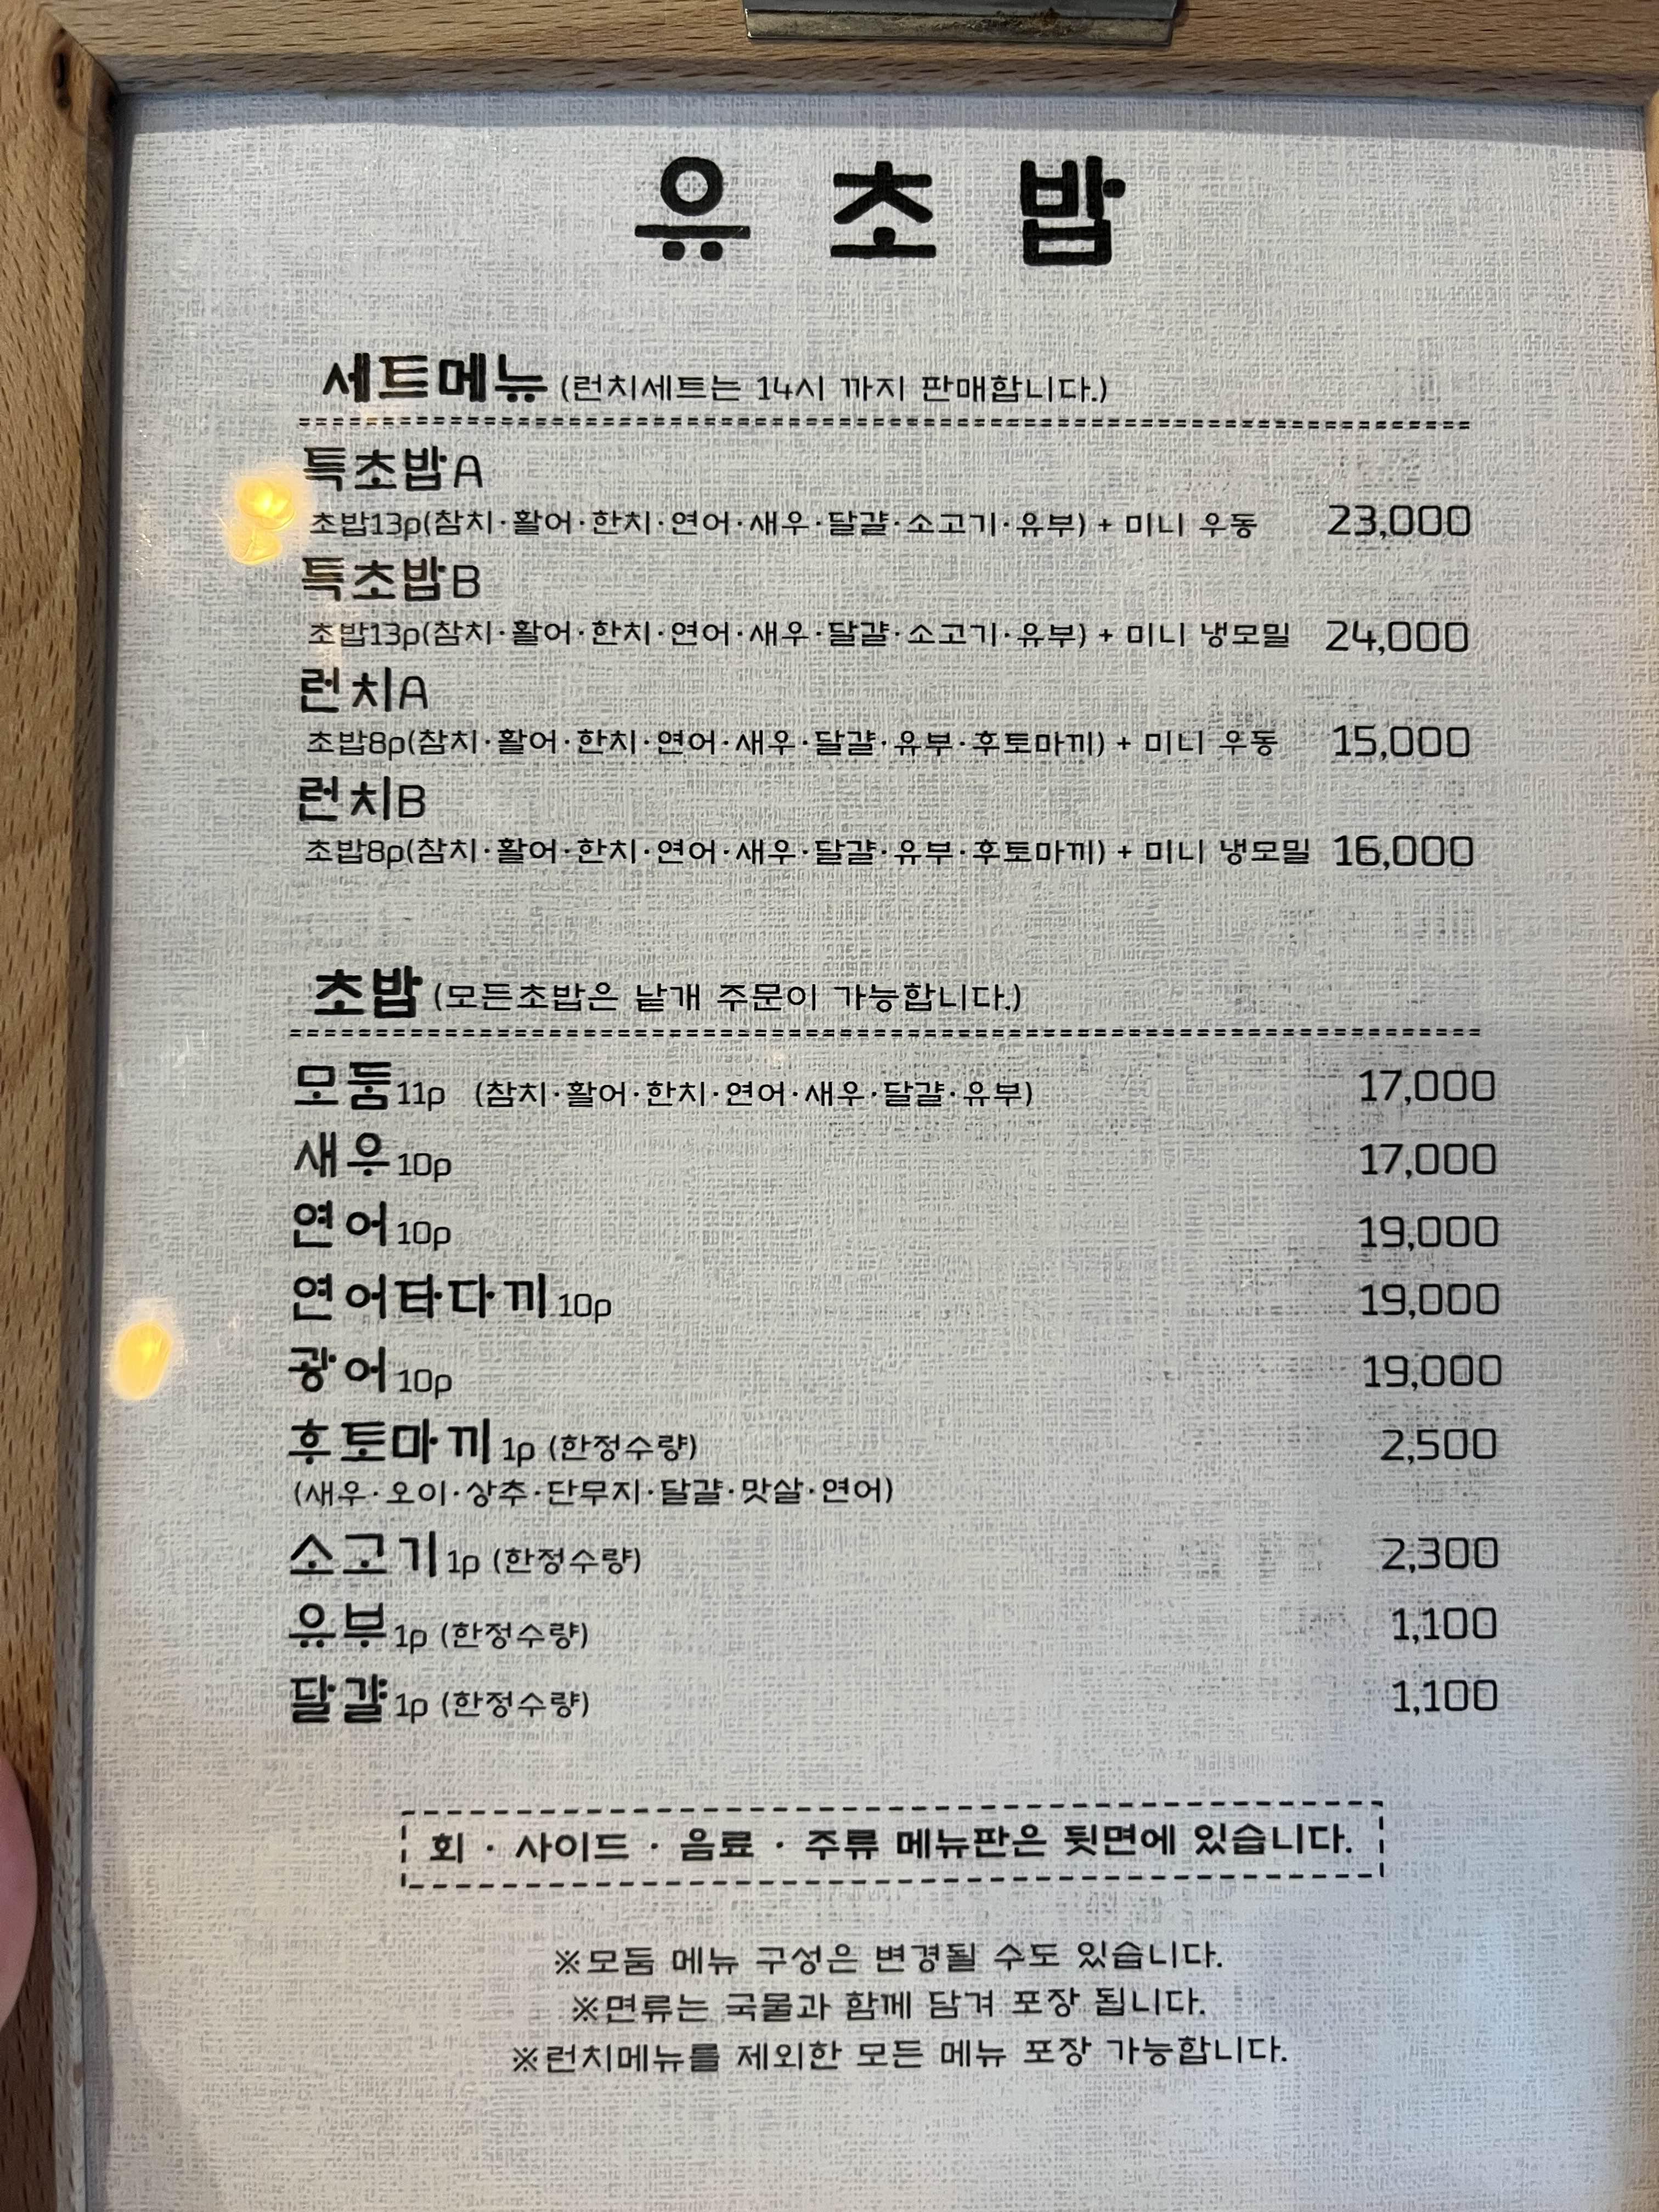 유 초 밥
세트메뉴 (런치세트는 14시 까지 판매합니다.)
특초밥A
초밥13p(참치·활어·한치·연어·새우·달걀·소고기·유부) + 미니 우동 23,000
특초밥B
초밥13p(참치·활어·한치·연어·새우·달걀·소고기·유부) + 미니 냉모밀 24,000
런치A
초밥8p(참치·활어·한치·연어·새우·달걀·유부·후토마끼) + 미니 우동 15,000
런치B
초밥8p(참치·활어·한치·연어·새우·달걀·유부·후토마끼) + 미니 냉모밀 16,000
초밥 (모든초밥은 낱개 주문이 가능합니다.)
모둠 11p (참치·활어·한치·연어·새우·달걀·유부) 17,000
새우 10p 17,000
연어 10p 19,000
연어타다끼 10p 19,000
광어 10p 19,000
후토마끼 1p (한정수량) 2,500
(새우·오이·상추·단무지·달걀·맛살·연어)
소고기 1p (한정수량) 2,300
유부 1p (한정수량) 1,100
달걀 1p (한정수량) 1,100
회 · 사이드 · 음료 · 주류 메뉴판은 뒷면에 있습니다.
※모둠 메뉴 구성은 변경될 수도 있습니다.
※면류는 국물과 함께 담겨 포장 됩니다.
※런치메뉴를 제외한 모든 메뉴 포장 가능합니다.